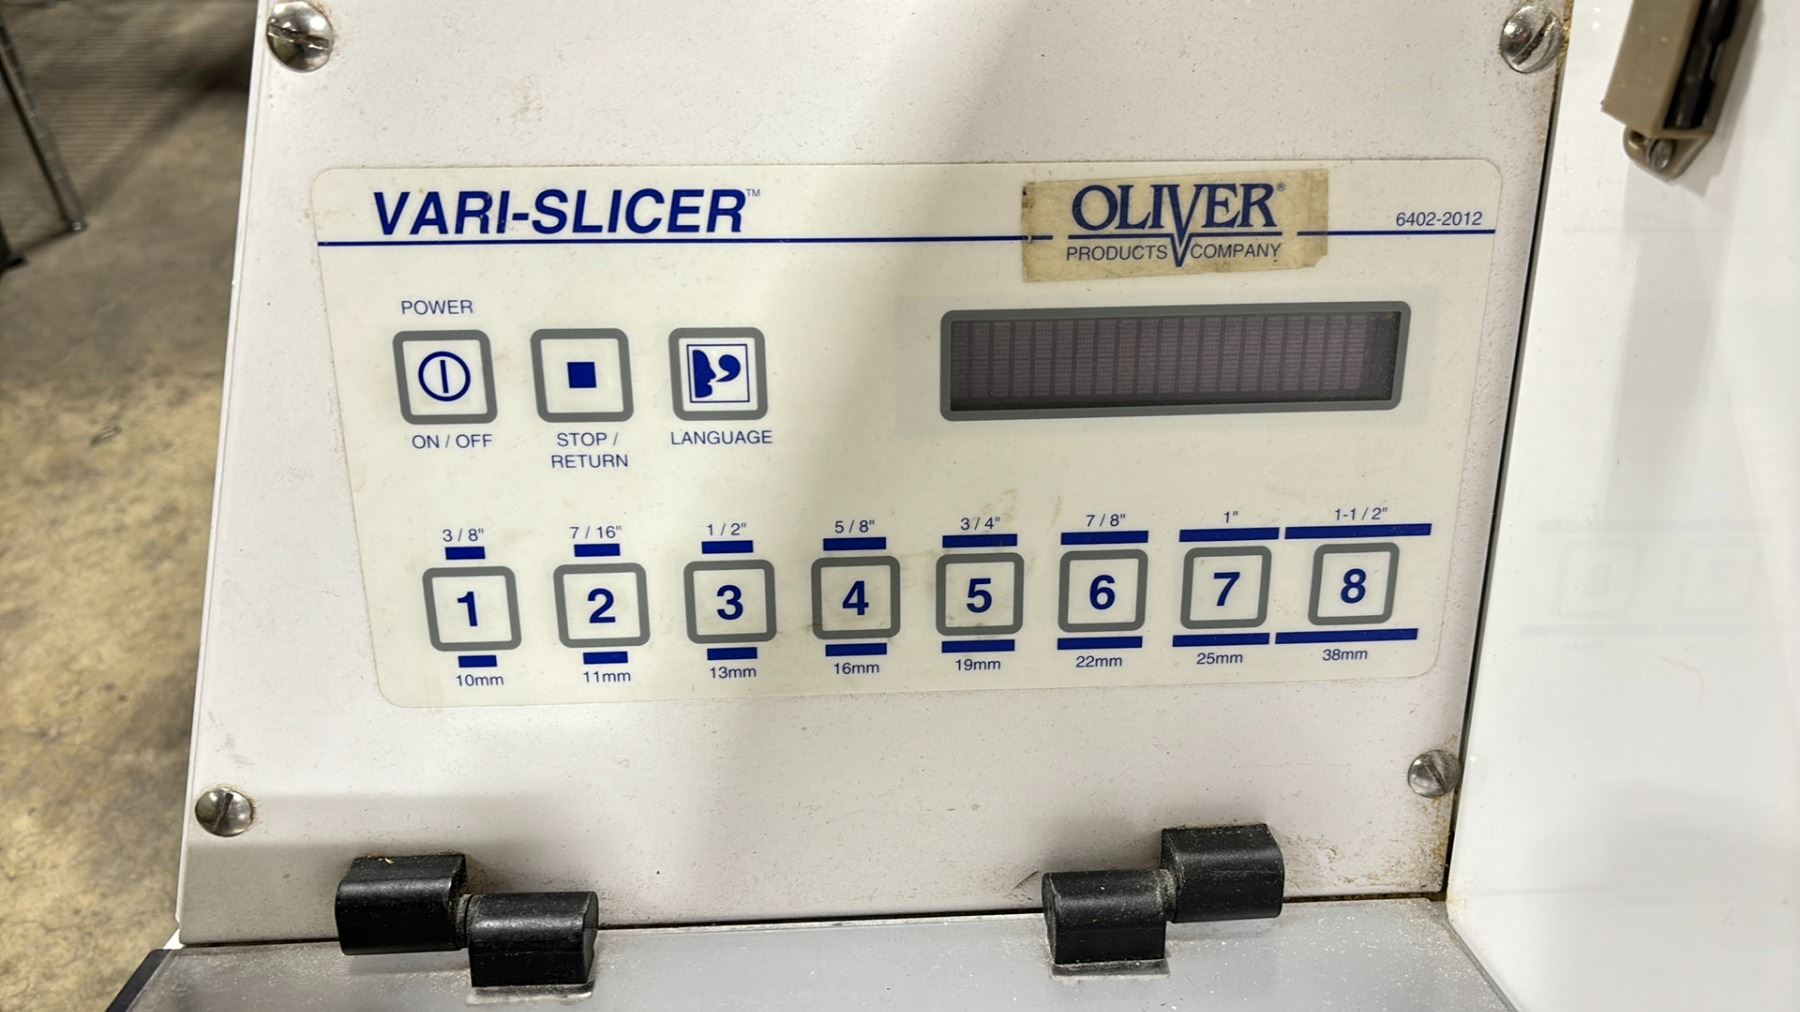 VARI-SLICER™
OLIVER®
PRODUCTS COMPANY
6402-2012
POWER
ON / OFF
STOP /
RETURN
LANGUAGE
3 / 8" 7 / 16" 1 / 2" 5 / 8" 3 / 4" 7 / 8" 1" 1-1 / 2"
1 2 3 4 5 6 7 8
10mm 11mm 13mm 16mm 19mm 22mm 25mm 38mm